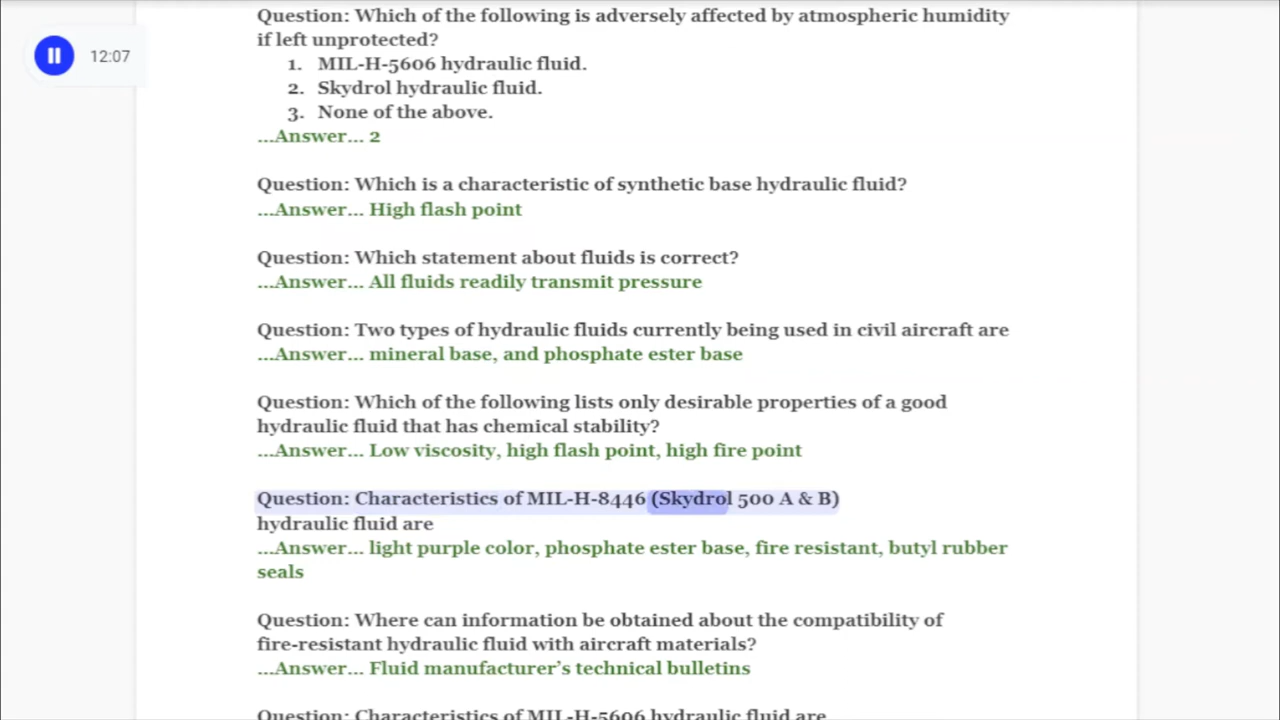 12:07
Question: Which of the following is adversely affected by atmospheric humidity
if left unprotected?
1. MIL-H-5606 hydraulic fluid.
2. Skydrol hydraulic fluid.
3. None of the above.
...Answer... 2
Question: Which is a characteristic of synthetic base hydraulic fluid?
...Answer... High flash point
Question: Which statement about fluids is correct?
...Answer... All fluids readily transmit pressure
Question: Two types of hydraulic fluids currently being used in civil aircraft are
...Answer... mineral base, and phosphate ester base
Question: Which of the following lists only desirable properties of a good
hydraulic fluid that has chemical stability?
...Answer... Low viscosity, high flash point, high fire point
Question: Characteristics of MIL-H-8446 (Skydrol 500 A & B)
hydraulic fluid are
...Answer... light purple color, phosphate ester base, fire resistant, butyl rubber
seals
Question: Where can information be obtained about the compatibility of
fire-resistant hydraulic fluid with aircraft materials?
...Answer... Fluid manufacturer's technical bulletins
Question: Characteristics of MIL-H-5606 hydraulic fluid are